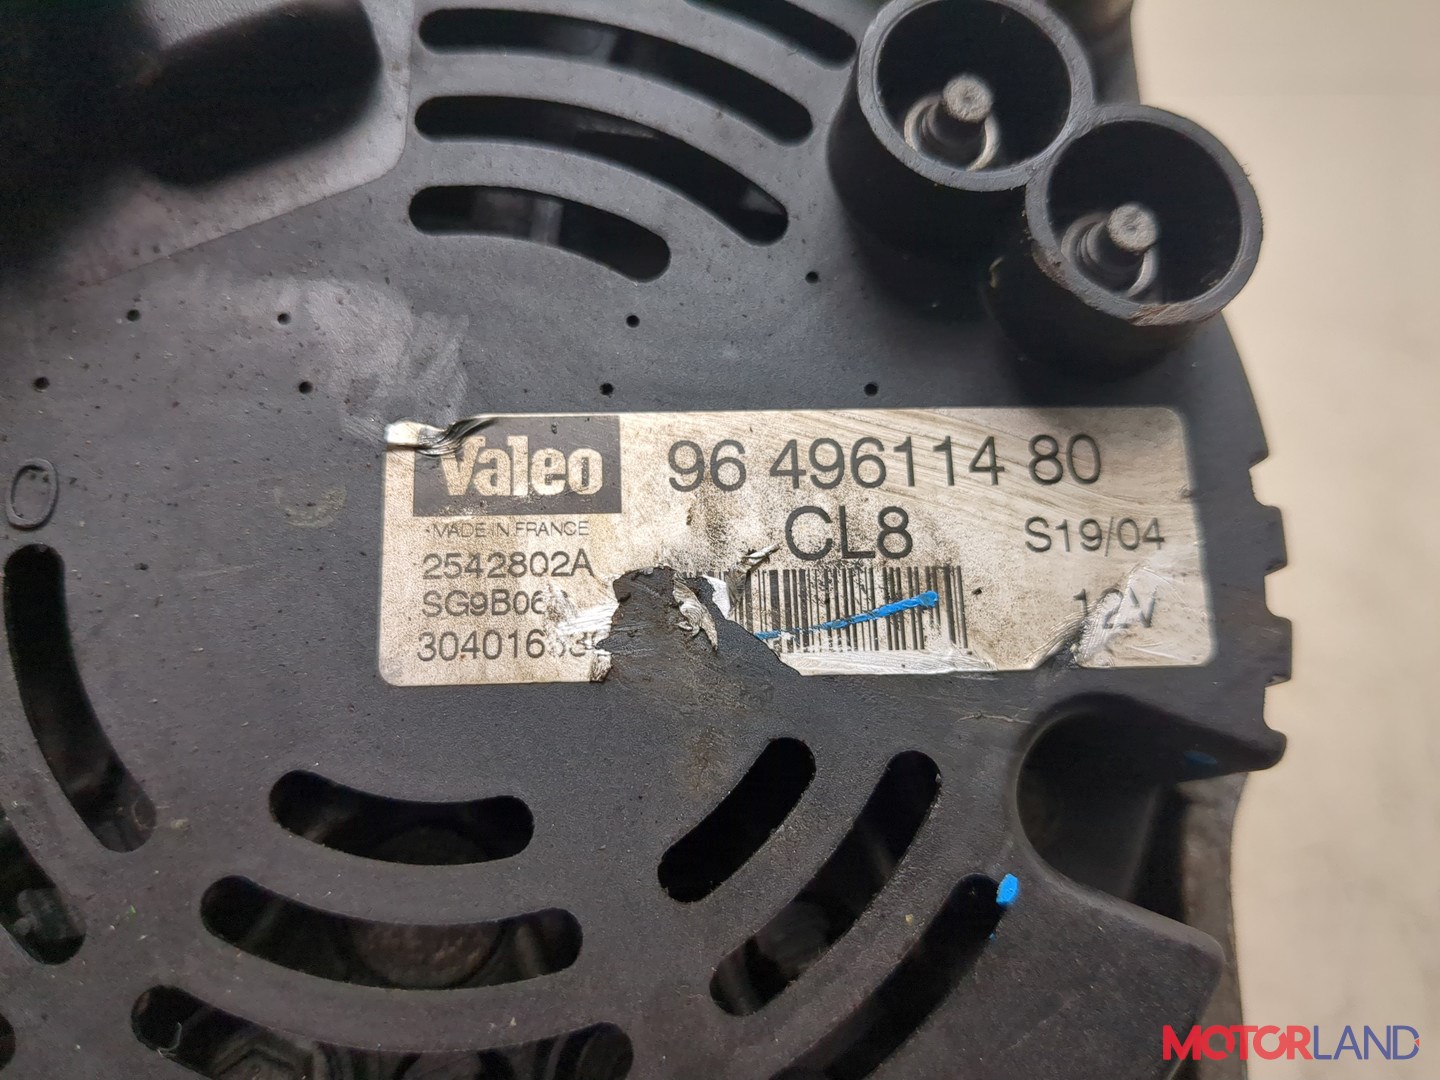 Valeo
96 496114 80
MADE IN FRANCE
CL8
S19/04
2542802A
12V
MOTORLAND